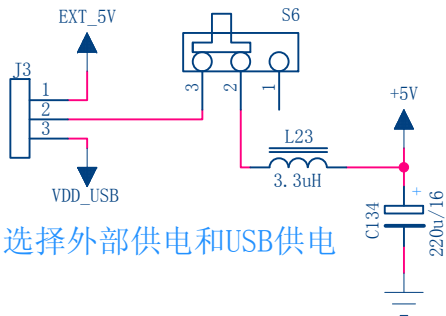 EXT_5V
S6
J3
1
2
3
3
2
1
+5V
L23
3.3uH
VDD_USB
C134
+
220u/16
选择外部供电和USB供电